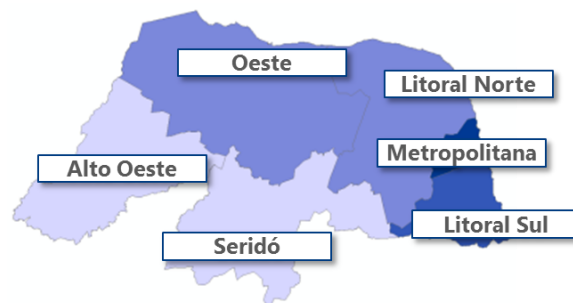 Oeste
Litoral Norte
Metropolitana
Alto Oeste
Litoral Sul
Seridó